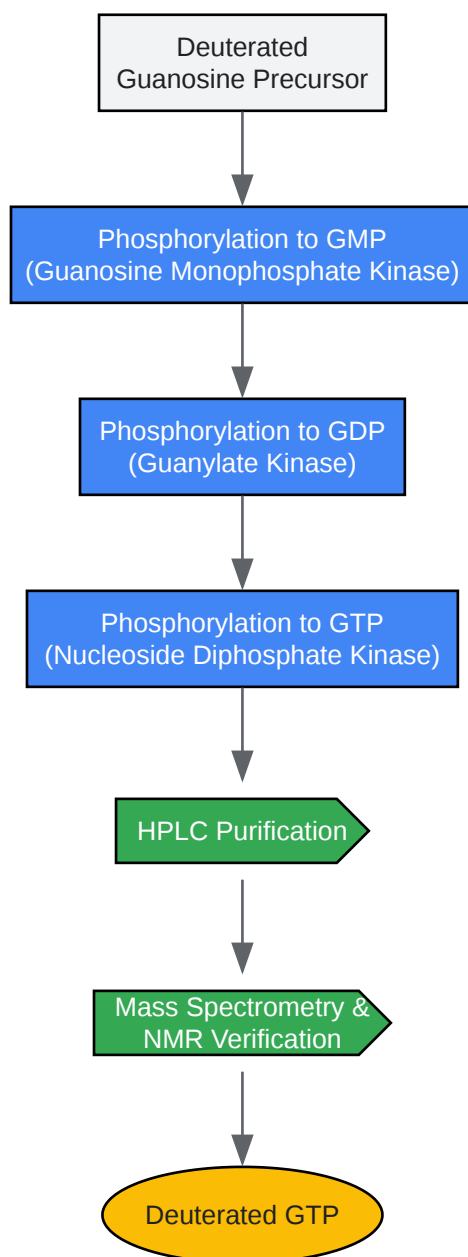 Deuterated
Guanosine Precursor
Phosphorylation to GMP
(Guanosine Monophosphate Kinase)
Phosphorylation to GDP
(Guanylate Kinase)
Phosphorylation to GTP
(Nucleoside Diphosphate Kinase)
HPLC Purification
Mass Spectrometry &
NMR Verification
Deuterated GTP